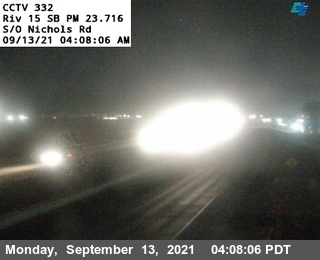 CCTV 332
Riv 15 SB PM 23.716
S/O Nichols Rd
09/13/21 04:08:06 AM
Monday, September 13, 2021 04:08:06 PDT